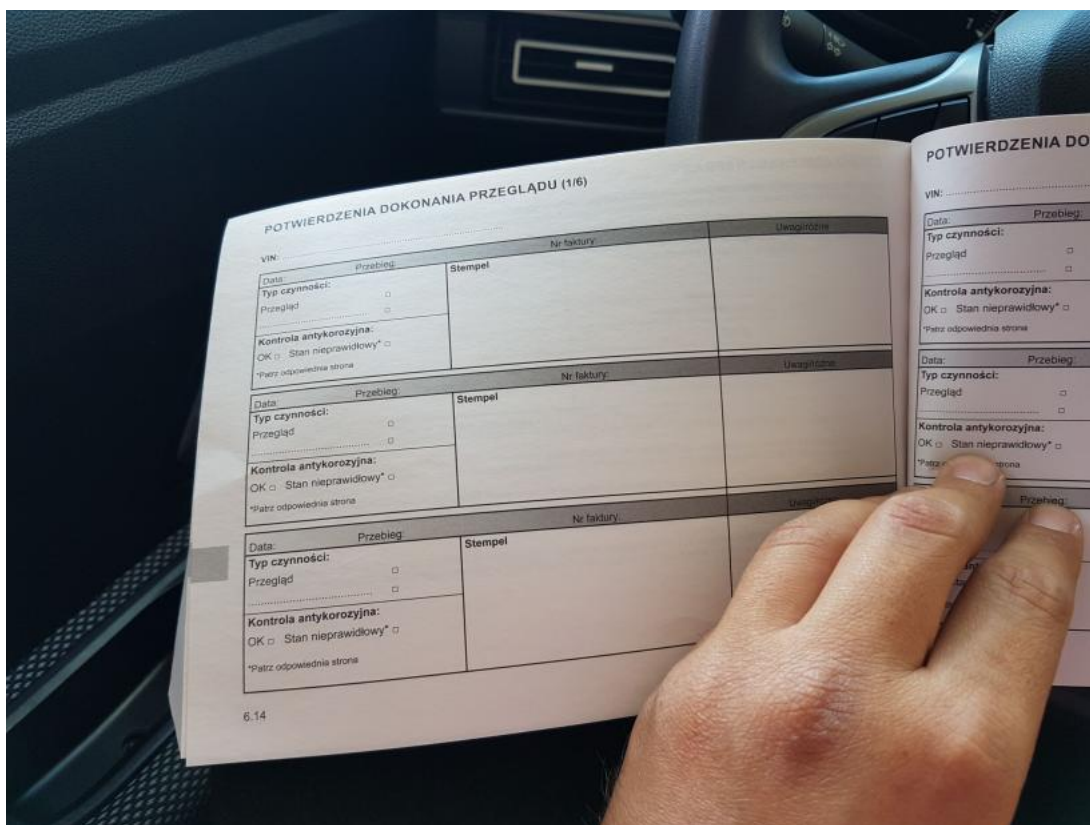 POTWIERDZENIA DOKONANIA PRZEGLĄDU (1/6)
VIN:
Data: Przebieg: Nr faktury: Uwagi/różne
Typ czynności: Stempel
Przegląd □
□
Kontrola antykorozyjna:
OK □ Stan nieprawidłowy* □
*Patrz odpowiednia strona
Data: Przebieg: Nr faktury: Uwagi/różne
Typ czynności: Stempel
Przegląd □
□
Kontrola antykorozyjna:
OK □ Stan nieprawidłowy* □
*Patrz odpowiednia strona
Data: Przebieg: Nr faktury:
Typ czynności: Stempel
Przegląd □
□
Kontrola antykorozyjna:
OK □ Stan nieprawidłowy* □
*Patrz odpowiednia strona
6.14
POTWIERDZENIA DO
VIN:
Data: Przebieg:
Typ czynności:
Przegląd □
□
Kontrola antykorozyjna:
OK □ Stan nieprawidłowy* □
*Patrz odpowiednia strona
Data: Przebieg:
Typ czynności:
Przegląd □
□
Kontrola antykorozyjna:
OK □ Stan nieprawidłowy* □
*Patrz strona
Przebieg: